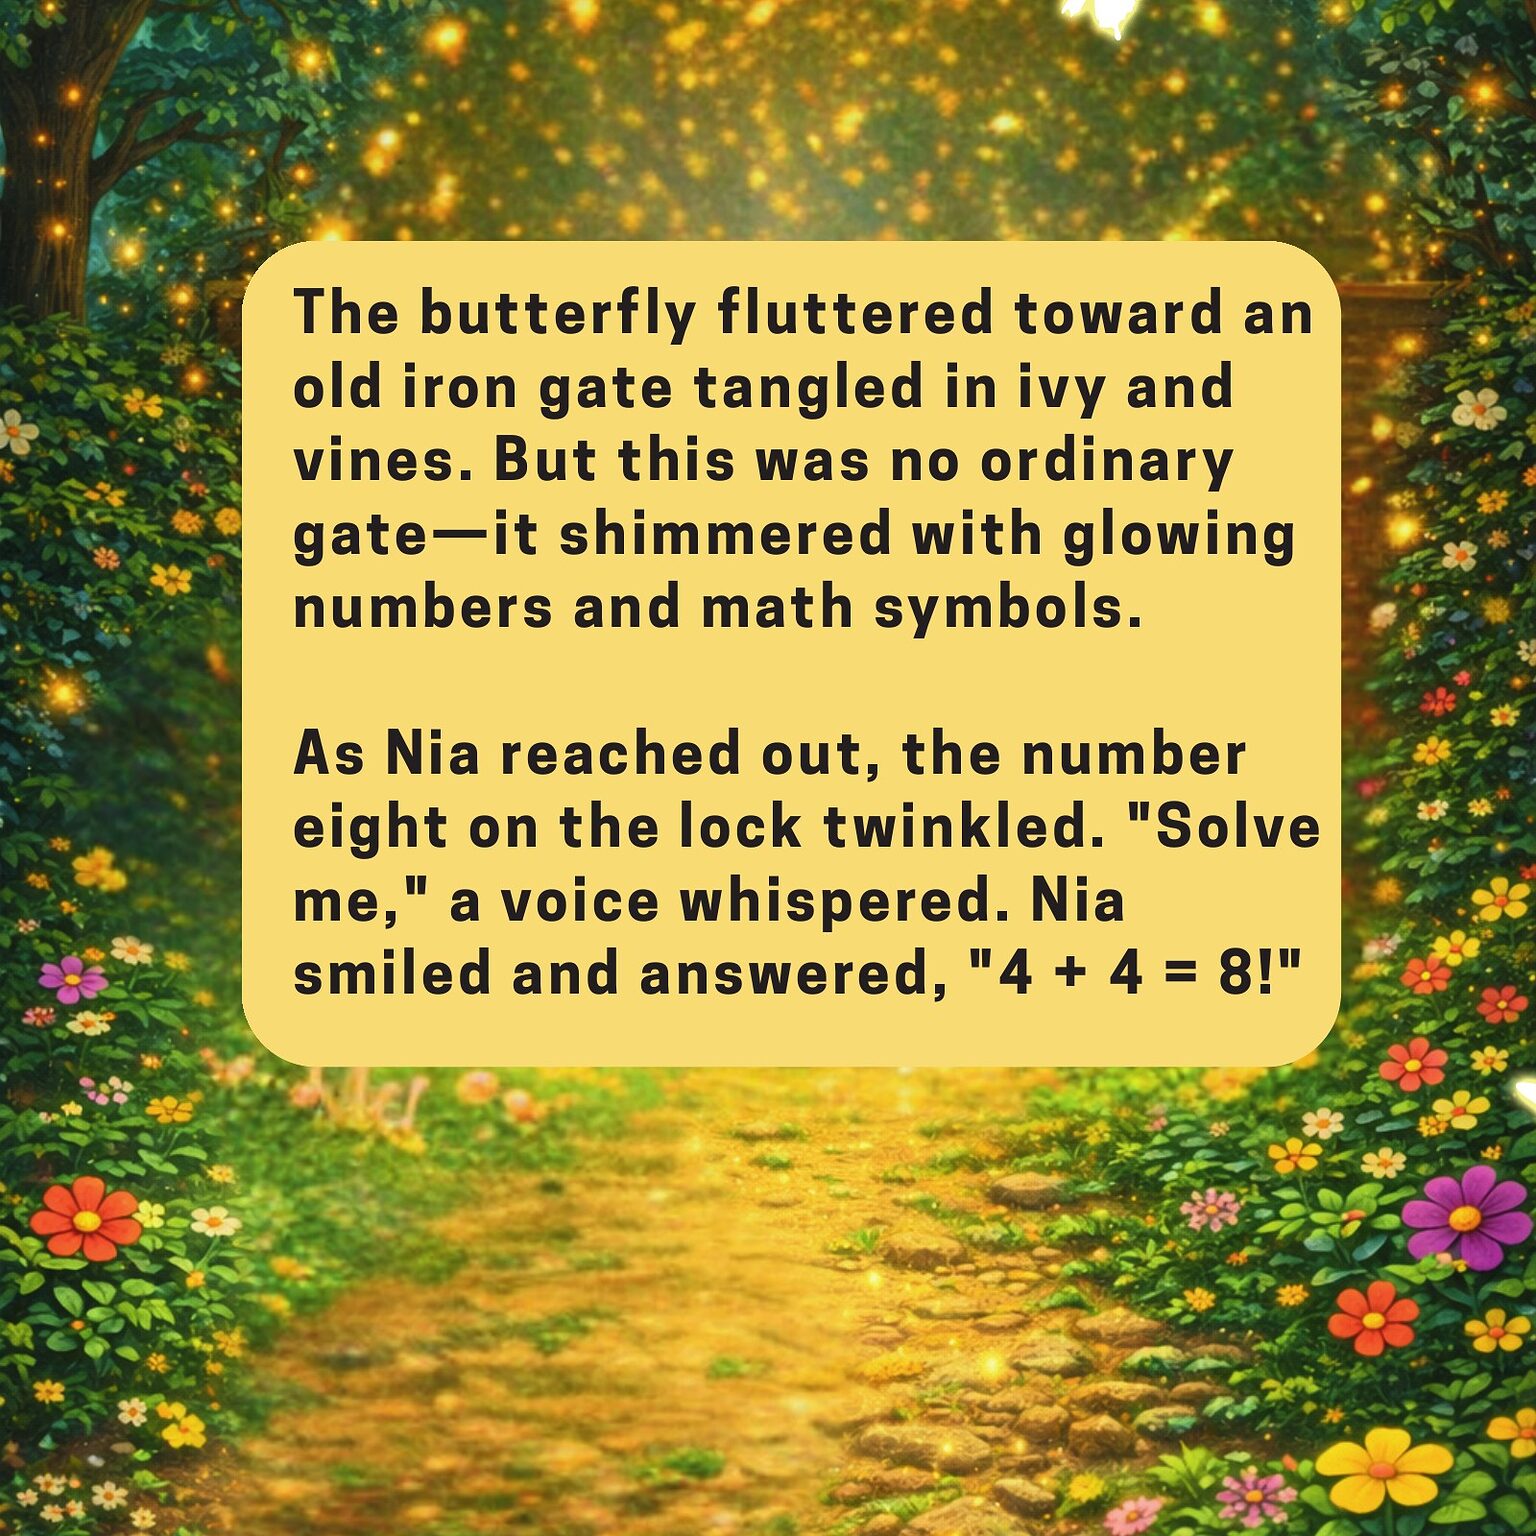 The butterfly fluttered toward an
old iron gate tangled in ivy and
vines. But this was no ordinary
gate—it shimmered with glowing
numbers and math symbols.
As Nia reached out, the number
eight on the lock twinkled. "Solve
me," a voice whispered. Nia
smiled and answered, "4 + 4 = 8!"